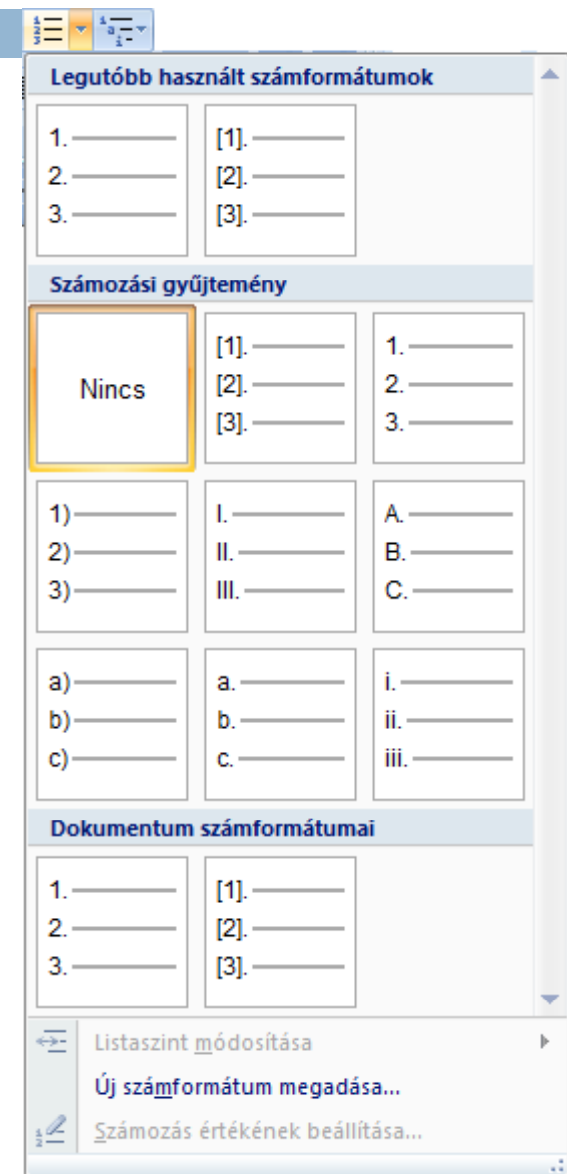 Legutóbb használt számformátumok
1. [1].
2. [2].
3. [3].
Számozási gyűjtemény
Nincs
[1]. 1.
[2]. 2.
[3]. 3.
1) I. A.
2) II. B.
3) III. C.
a) a. i.
b) b. ii.
c) c. iii.
Dokumentum számformátumai
1. [1].
2. [2].
3. [3].
Listaszint módosítása
Új számformátum megadása...
Számozás értékének beállítása...